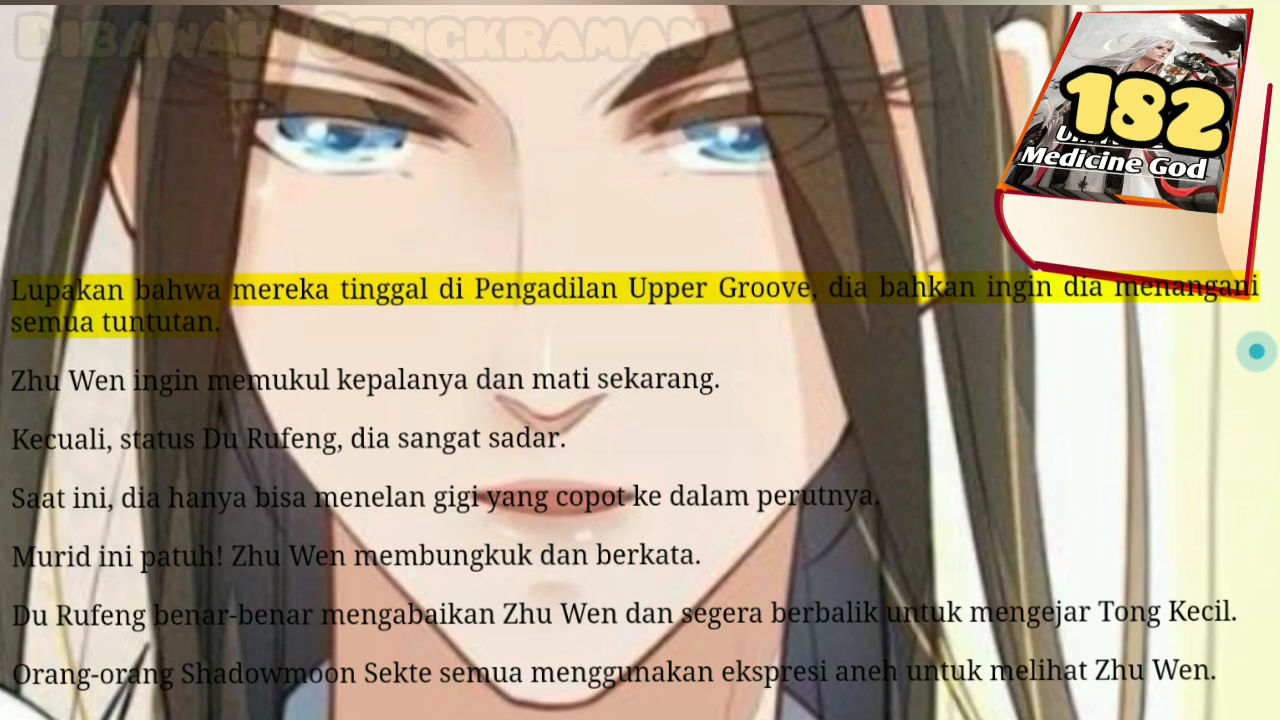 Dibawah Cengkraman
182
Medicine God
Lupakan bahwa mereka tinggal di Pengadilan Upper Groove, dia bahkan ingin dia menangani
semua tuntutan.
Zhu Wen ingin memukul kepalanya dan mati sekarang.
Kecuali, status Du Rufeng, dia sangat sadar.
Saat ini, dia hanya bisa menelan gigi yang copot ke dalam perutnya.
Murid ini patuh! Zhu Wen membungkuk dan berkata.
Du Rufeng benar-benar mengabaikan Zhu Wen dan segera berbalik untuk mengejar Tong Kecil.
Orang-orang Shadowmoon Sekte semua menggunakan ekspresi aneh untuk melihat Zhu Wen.